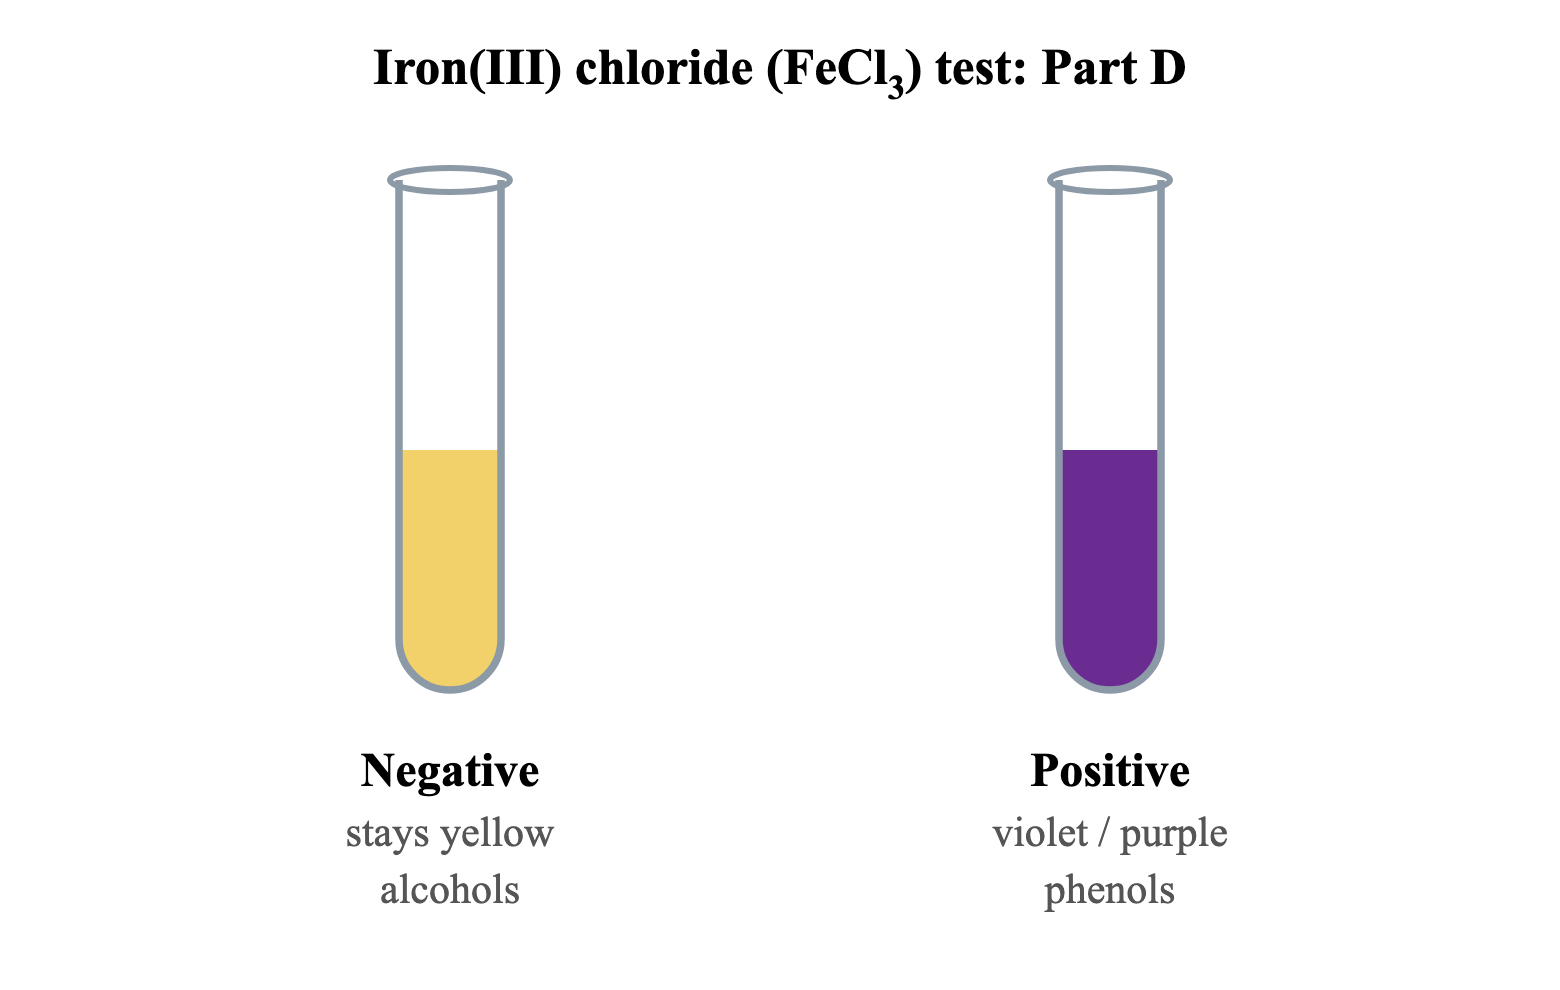 Iron(III) chloride (FeCl₃) test: Part D
Negative
stays yellow
alcohols
Positive
violet / purple
phenols